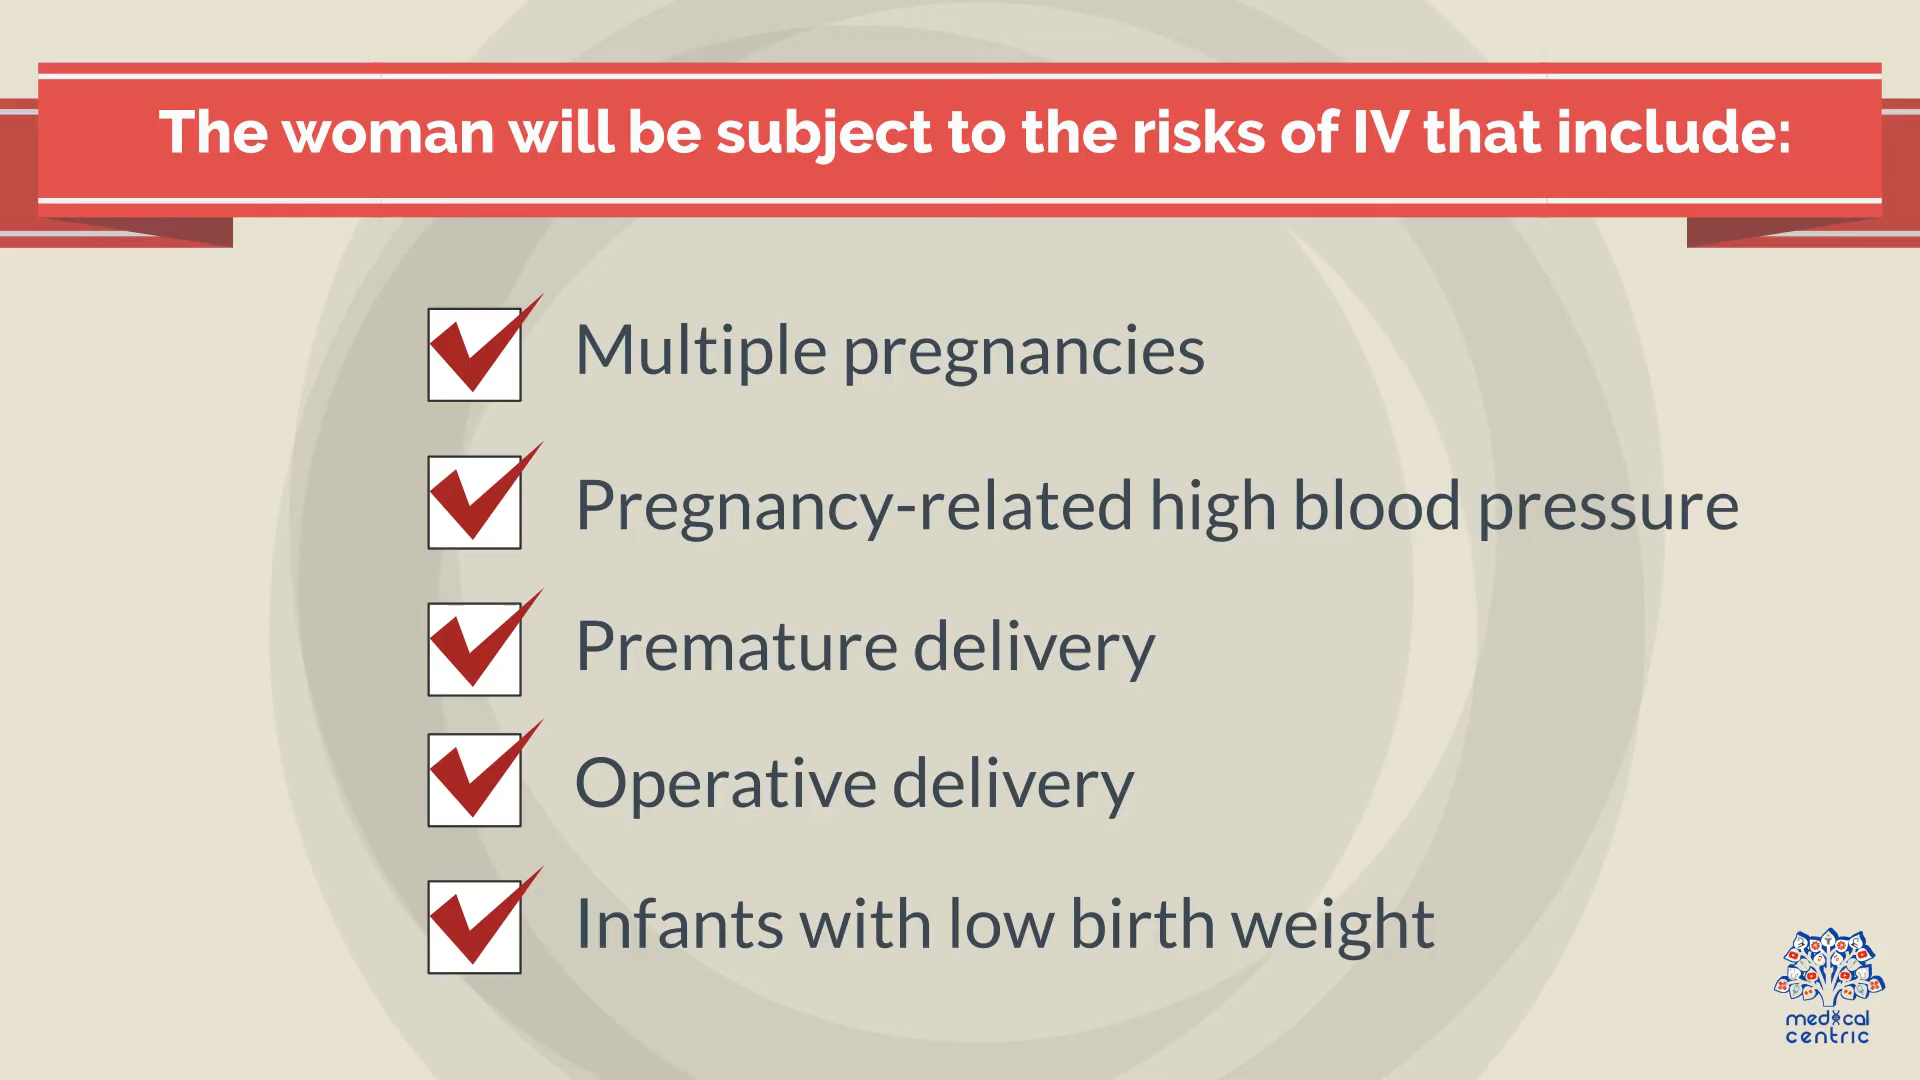 The woman will be subject to the risks of IV that include:
Multiple pregnancies
Pregnancy-related high blood pressure
Premature delivery
Operative delivery
Infants with low birth weight
medical
centric